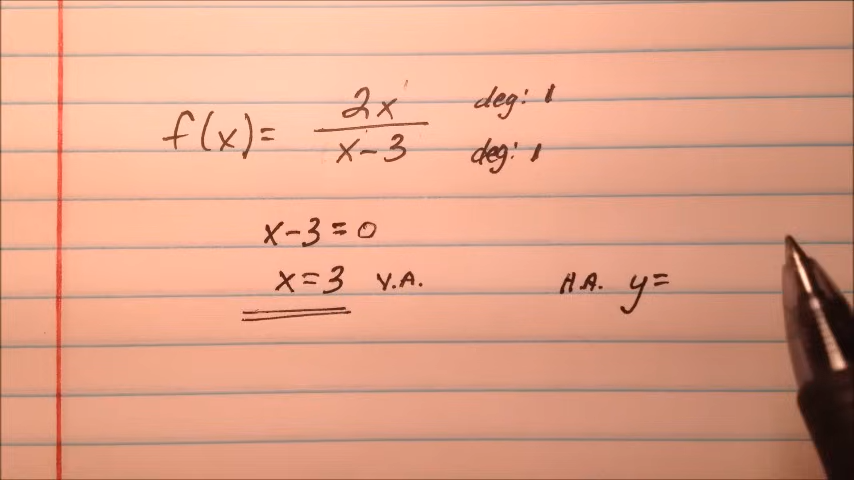 f(x) = 2x / x-3 deg: 1 deg: 1
x-3=0
x=3 V.A. H.A. y=